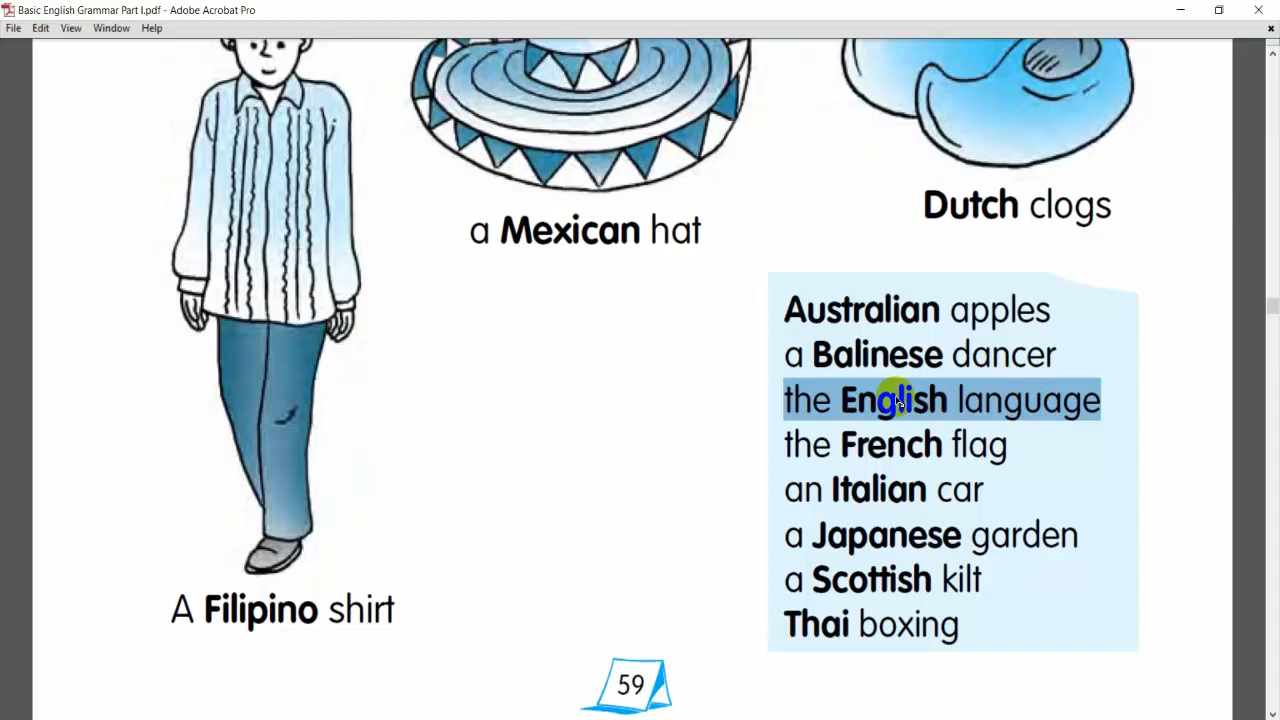 Basic English Grammar Part I.pdf - Adobe Acrobat Pro
File Edit View Window Help
a Mexican hat
Dutch clogs
A Filipino shirt
Australian apples
a Balinese dancer
the English language
the French flag
an Italian car
a Japanese garden
a Scottish kilt
Thai boxing
59